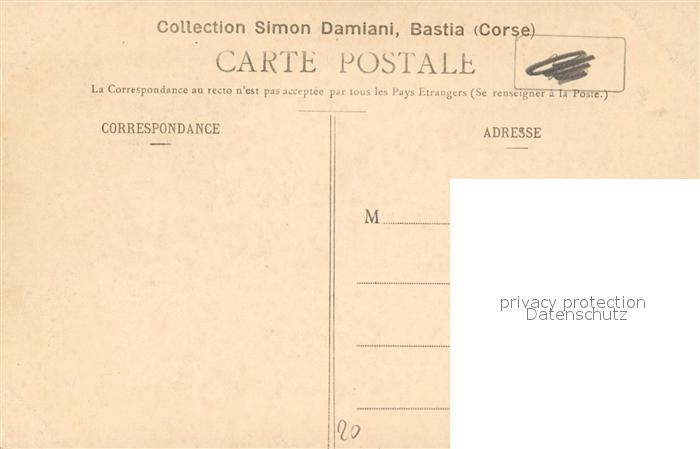 Collection Simon Damiani, Bastia (Corse)
CARTE POSTALE
La Correspondance au recto n'est pas acceptée par tous les Pays Etrangers (Se renseigner à la Poste.)
CORRESPONDANCE
ADRESSE
M
privacy protection
Datenschutz
20